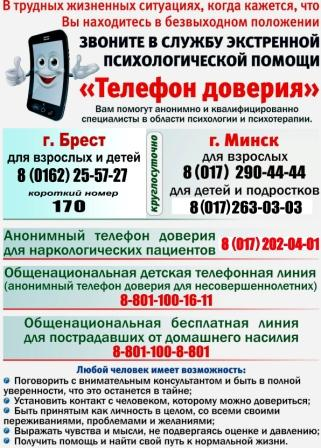 В трудных жизненных ситуациях, когда кажется, что
Вы находитесь в безвыходном положении
ЗВОНИТЕ В СЛУЖБУ ЭКСТРЕННОЙ
ПСИХОЛОГИЧЕСКОЙ ПОМОЩИ
«Телефон доверия»
Вам помогут анонимно и квалифицированно
специалисты в области психологии и психотерапии.
г. Брест
для взрослых и детей
8 (0162) 25-57-27
короткий номер
170
круглосуточно
г. Минск
для взрослых
8 (017) 290-44-44
для детей и подростков
8 (017)263-03-03
Анонимный телефон доверия
для наркологических пациентов 8 (017) 202-04-01
Общенациональная детская телефонная линия
(анонимный телефон доверия для несовершеннолетних)
8-801-100-16-11
Общенациональная бесплатная линия
для пострадавших от домашнего насилия
8-801-100-8-801
Любой человек имеет возможность:
Поговорить с внимательным консультантом и быть в полной
уверенности, что это останется в тайне;
Установить контакт с человеком, которому можно довериться;
Быть принятым как личность в целом, со всеми своими
переживаниями, проблемами и желаниями;
Выражать чувства и мысли, не подвергаясь оценке и давлению;
Получить помощь и найти свой путь к нормальной жизни.